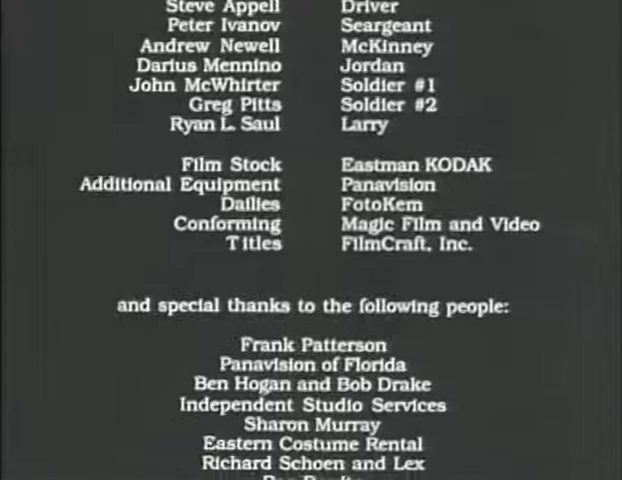 Steve Appell Driver
Peter Ivanov Seargeant
Andrew Newell McKinney
Darius Mennino Jordan
John McWhirter Soldier #1
Greg Pitts Soldier #2
Ryan L. Saul Larry
Film Stock Eastman KODAK
Additional Equipment Panavision
Dailies FotoKem
Conforming Magic Film and Video
Titles FilmCraft, Inc.
and special thanks to the following people:
Frank Patterson
Panavision of Florida
Ben Hogan and Bob Drake
Independent Studio Services
Sharon Murray
Eastern Costume Rental
Richard Schoen and Lex